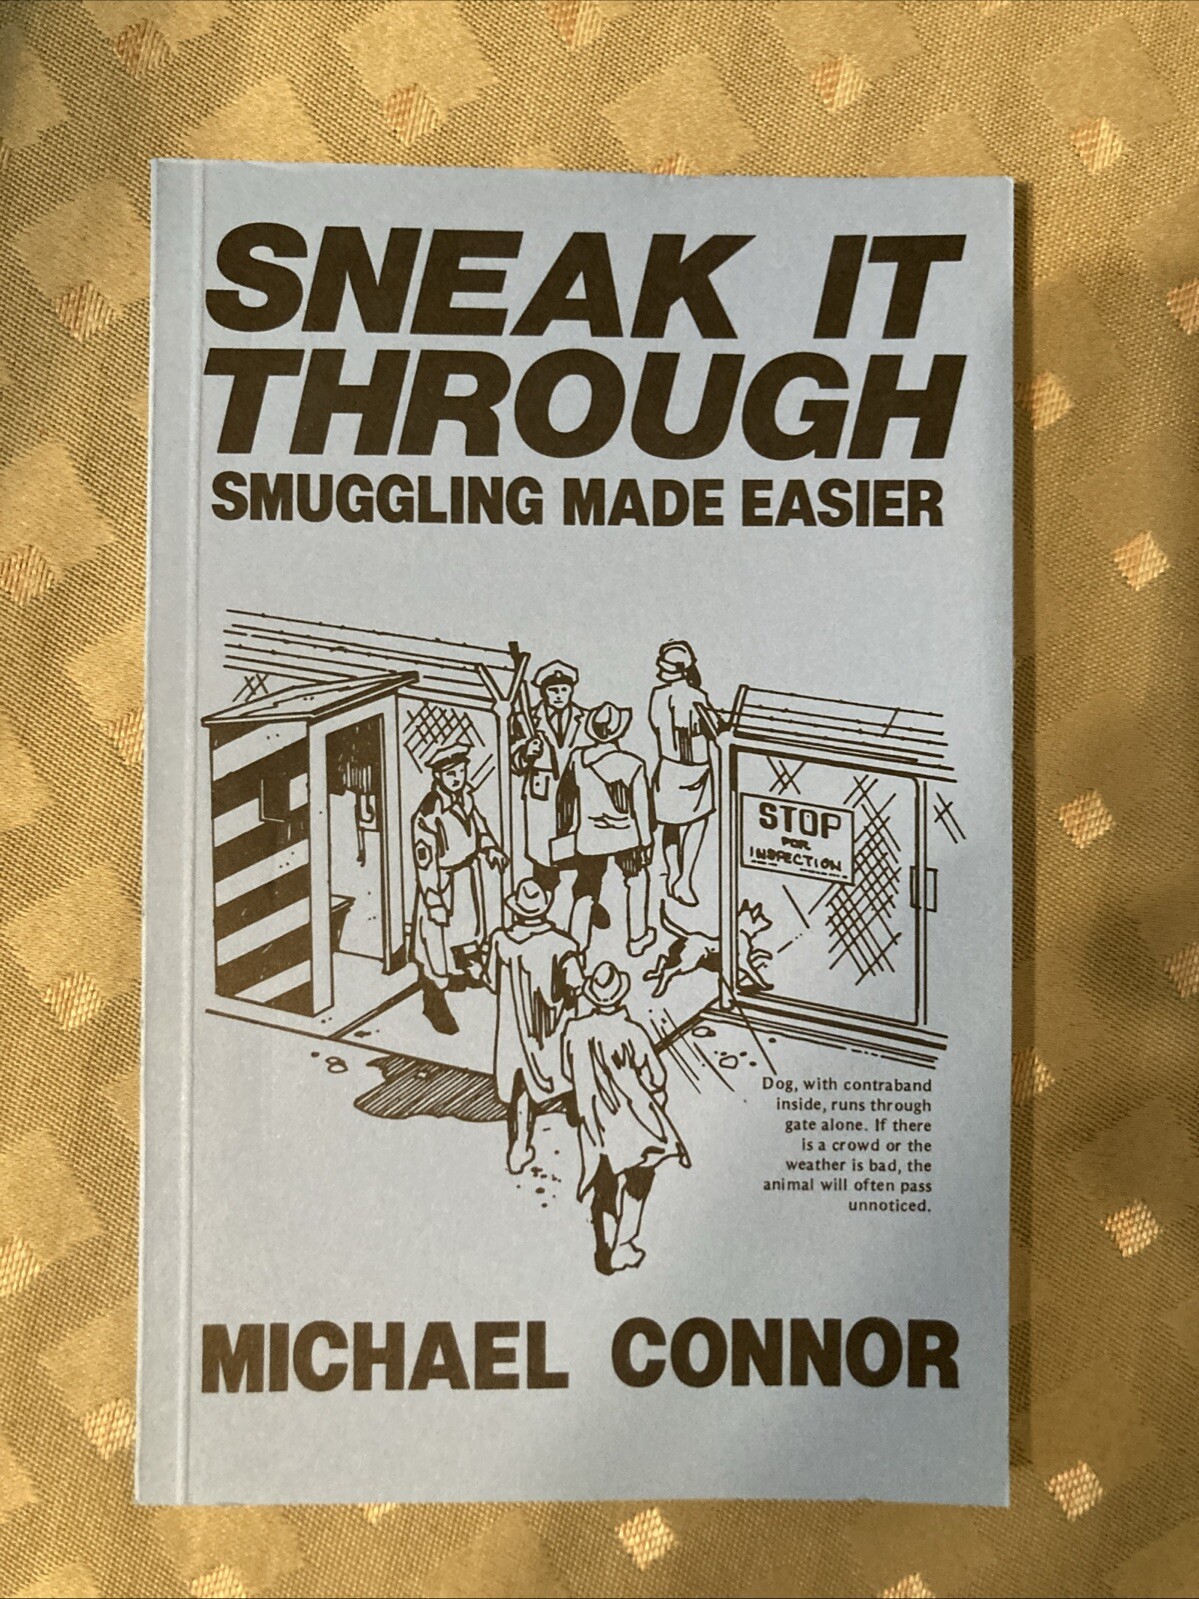 SNEAK IT
THROUGH
SMUGGLING MADE EASIER
STOP
FOR
INSPECTION
Dog, with contraband
inside, runs through
gate alone. If there
is a crowd or the
weather is bad, the
animal will often pass
unnoticed.
MICHAEL CONNOR